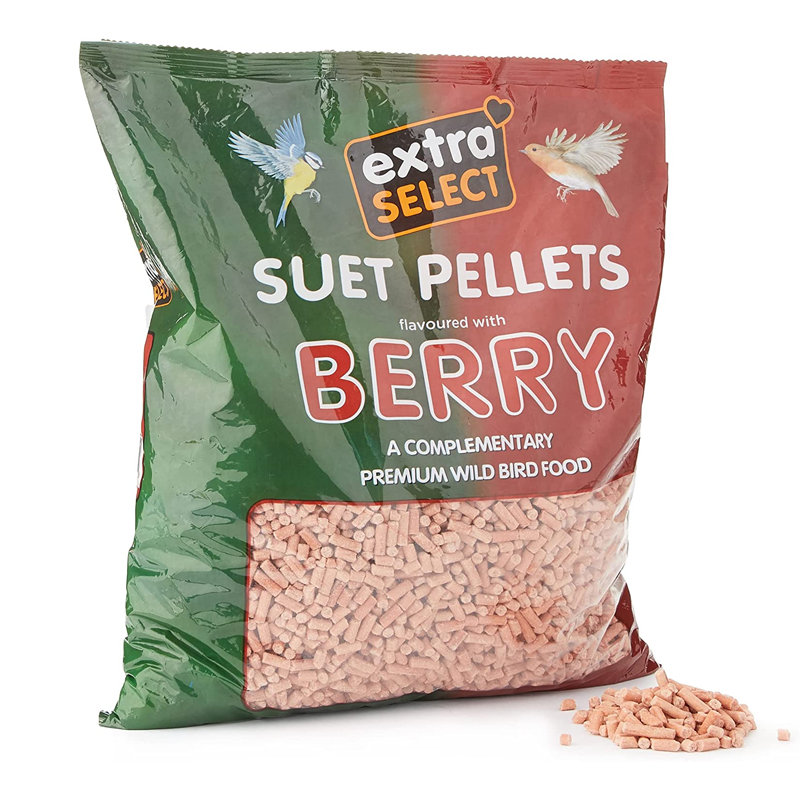 extra
SELECT
SUET PELLETS
flavoured with
BERRY
A COMPLEMENTARY
PREMIUM WILD BIRD FOOD